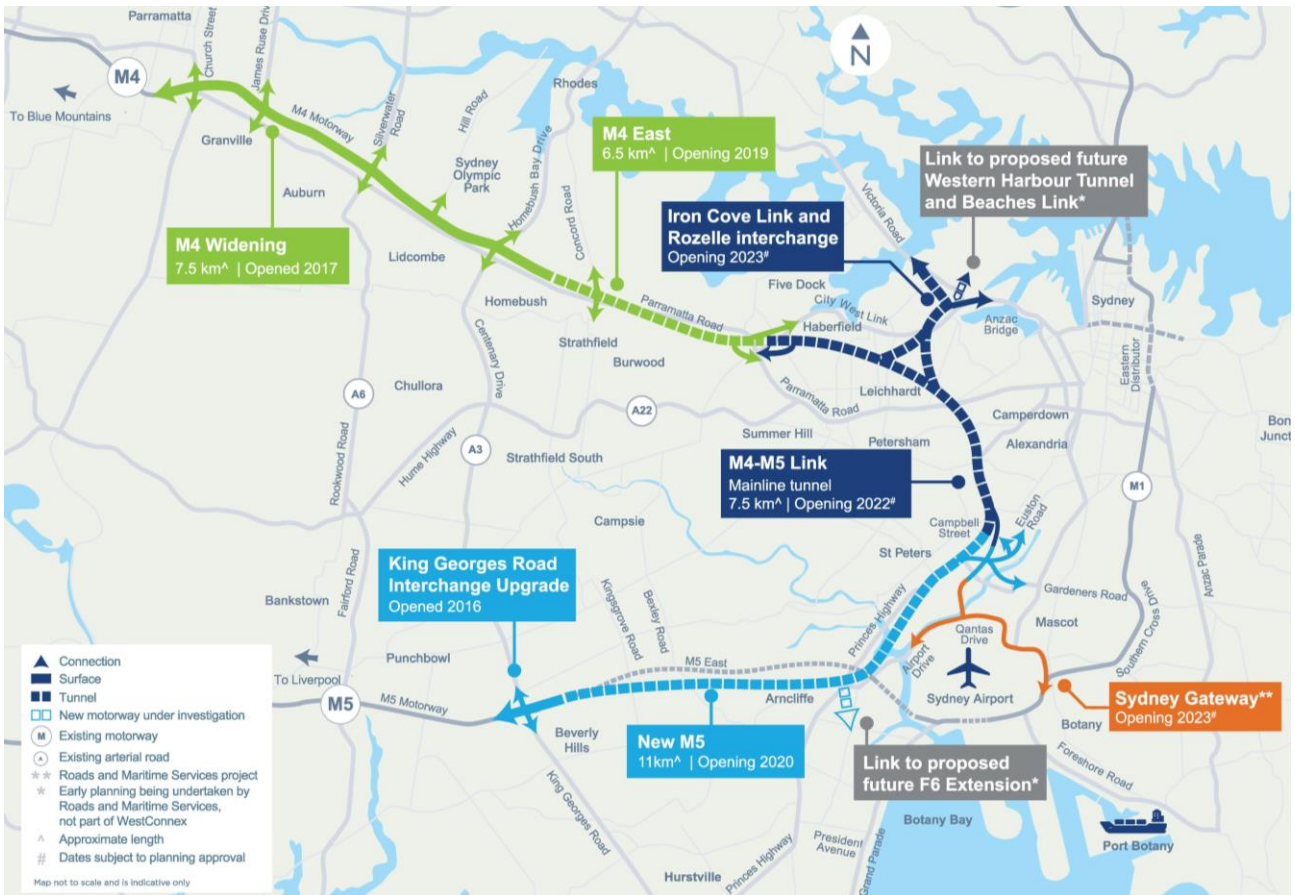 Parramatta
Church Street
James Ruse Drive
M4
To Blue Mountains
Granville
M4 Motorway
Silverwater
Road
Hill Road
Rhodes
Sydney
Olympic
Park
Homebush Bay Drive
Auburn
Concord Road
M4 East
6.5 km^ | Opening 2019
Link to proposed future
Western Harbour Tunnel
and Beaches Link*
Victoria Road
Iron Cove Link and
Rozelle interchange
Opening 2023#
M4 Widening
7.5 km^ | Opened 2017
Lidcombe
Homebush
Five Dock
City West Link
Parramatta Road
Haberfield
Anzac
Bridge
Sydney
Strathfield
Burwood
Centenary Drive
Eastern
Distributor
Chullora
Leichhardt
Parramatta Road
A6
A22
Camperdown
Bon
Junct
Summer Hill
Petersham
Alexandria
Hume Highway
A3
Strathfield South
Rookwood Road
M4-M5 Link
Mainline tunnel
7.5 km^ | Opening 2022#
M1
Campsie
Campbell
Street
Euston
Road
St Peters
Anzac Parade
King Georges Road
Interchange Upgrade
Opened 2016
Fairford Road
Bankstown
Kingsgrove Road
Bexley Road
Princes Highway
Gardeners Road
Mascot
Qantas
Drive
Southern Cross Drive
Airport
Drive
Punchbowl
M5 East
To Liverpool
M5
M5 Motorway
Arncliffe
Sydney Airport
Sydney Gateway**
Opening 2023#
Botany
Beverly
Hills
New M5
11km^ | Opening 2020
Link to proposed
future F6 Extension*
Foreshore Road
King Georges Road
Botany Bay
President
Avenue
Princes Highway
Grand Parade
Port Botany
Hurstville
N
Connection
Surface
Tunnel
New motorway under investigation
M Existing motorway
A Existing arterial road
** Roads and Maritime Services project
* Early planning being undertaken by
Roads and Maritime Services,
not part of WestConnex
^ Approximate length
# Dates subject to planning approval
Map not to scale and is indicative only